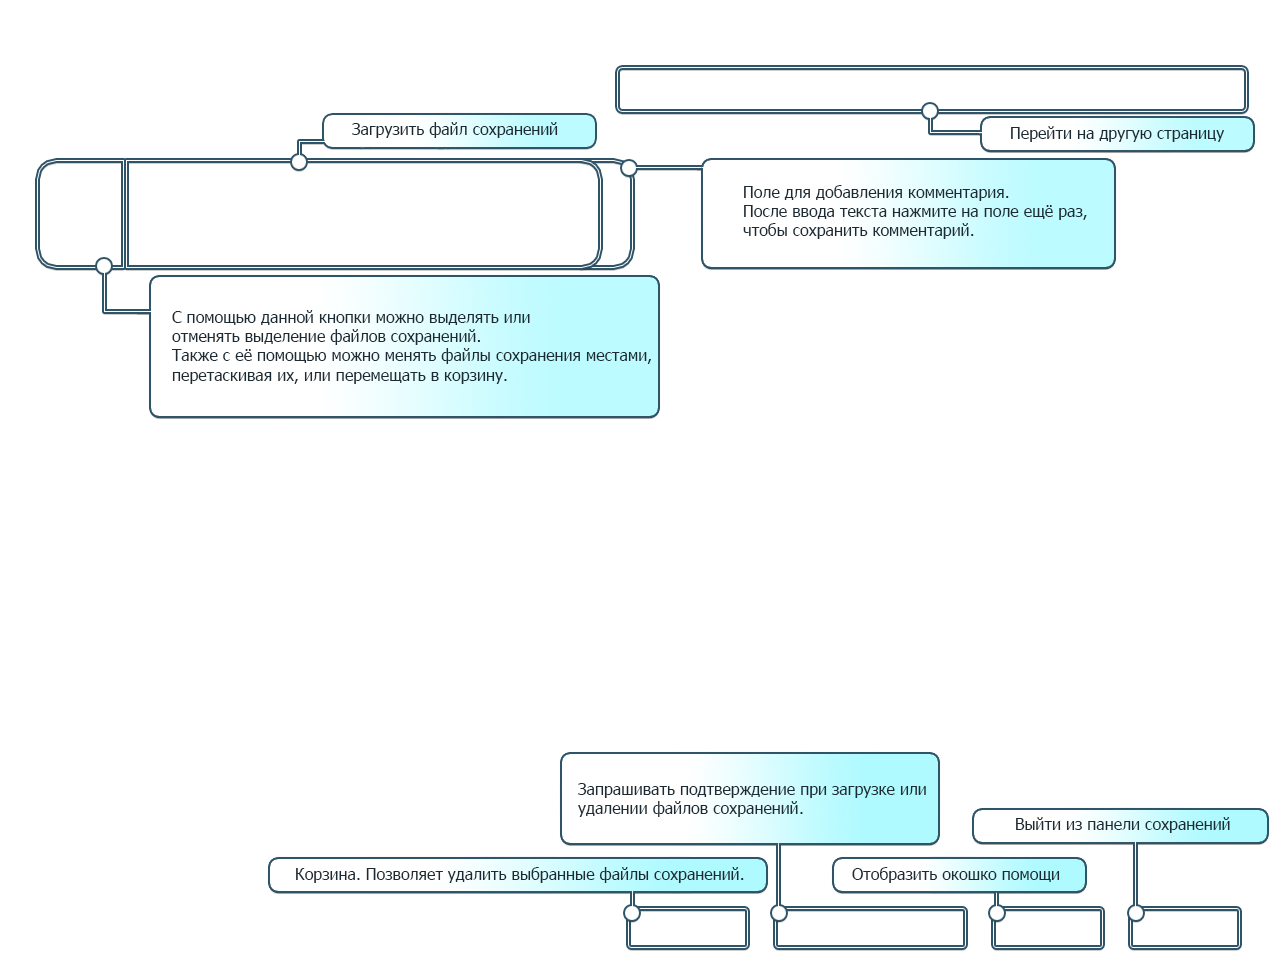 Загрузить файл сохранений
Перейти на другую страницу
Поле для добавления комментария.
После ввода текста нажмите на поле ещё раз,
чтобы сохранить комментарий.
С помощью данной кнопки можно выделять или
отменять выделение файлов сохранений.
Также с её помощью можно менять файлы сохранения местами,
перетаскивая их, или перемещать в корзину.
Запрашивать подтверждение при загрузке или
удалении файлов сохранений.
Выйти из панели сохранений
Корзина. Позволяет удалить выбранные файлы сохранений.
Отобразить окошко помощи